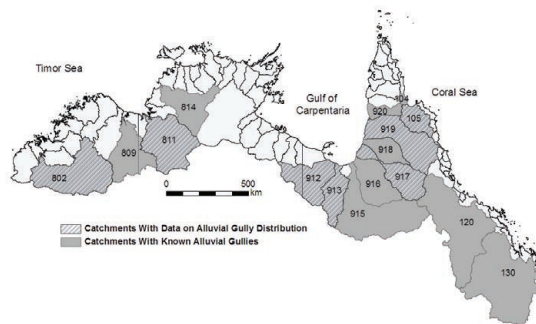 Timor Sea
Gulf of
Carpentaria
Coral Sea
814
104
920
105
919
809
811
918
802
912
913
916
917
915
120
130
0
500
km
Catchments With Data on Alluvial Gully Distribution
Catchments With Known Alluvial Gullies